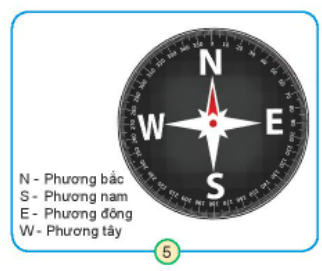 N
W
E
S
N - Phương bắc
S - Phương nam
E - Phương đông
W - Phương tây
5